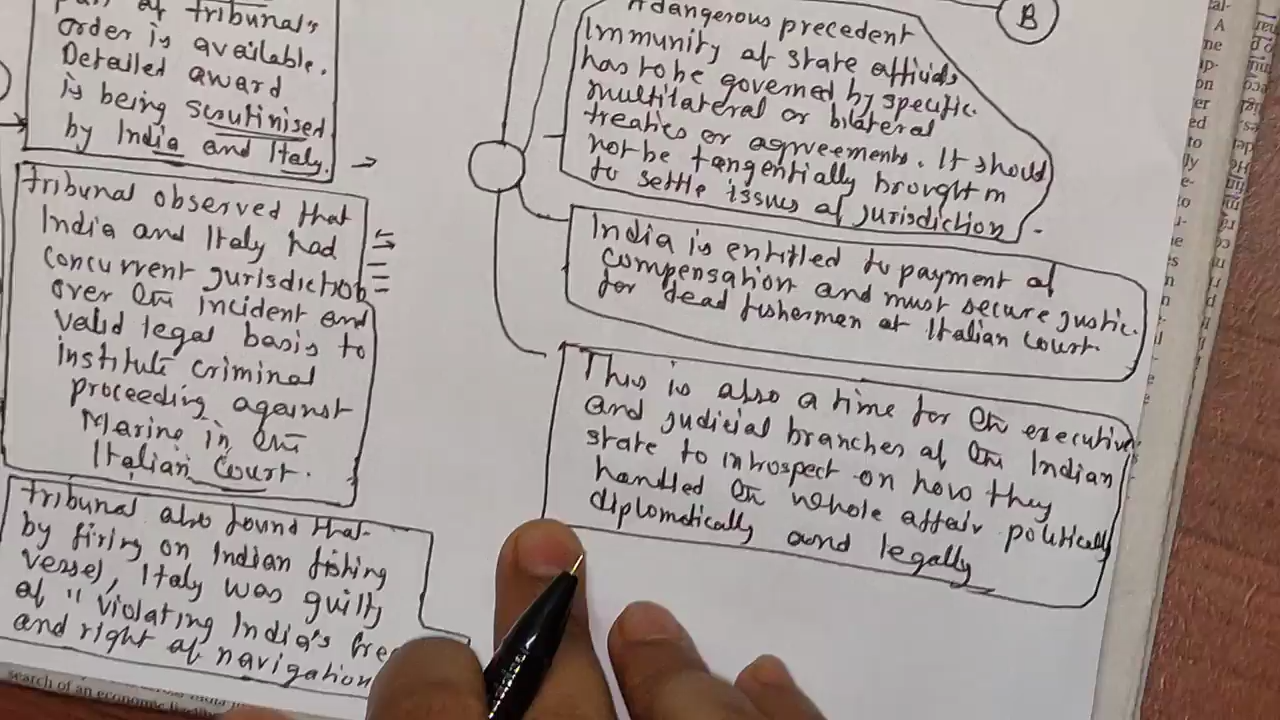 of tribunal's
order is available.
Detailed award
is being scutinised
by India and Italy.
tribunal observed that
India and Italy had
concurrent jurisdiction
over the incident and
valid legal basis to
institute criminal
proceeding against
Marine in the
Italian Court.
tribunal also found that
by firing on Indian fishing
vessel, Italy was guilty
of "violating India's
and right of navigation
B
A dangerous precedent
Immunity of state officials
has to be governed by specific
multilateral or bilateral
treaties or agreements. It should
not be tangentially brought in
to settle issues of jurisdiction.
India is entitled to payment of
compensation and must secure justic.
for dead fishermen at Italian Court.
This is also a time for the executive
and judicial branches of the Indian
state to introspect on how they
handled the whole affair politically
diplomatically and legally
search of an economic